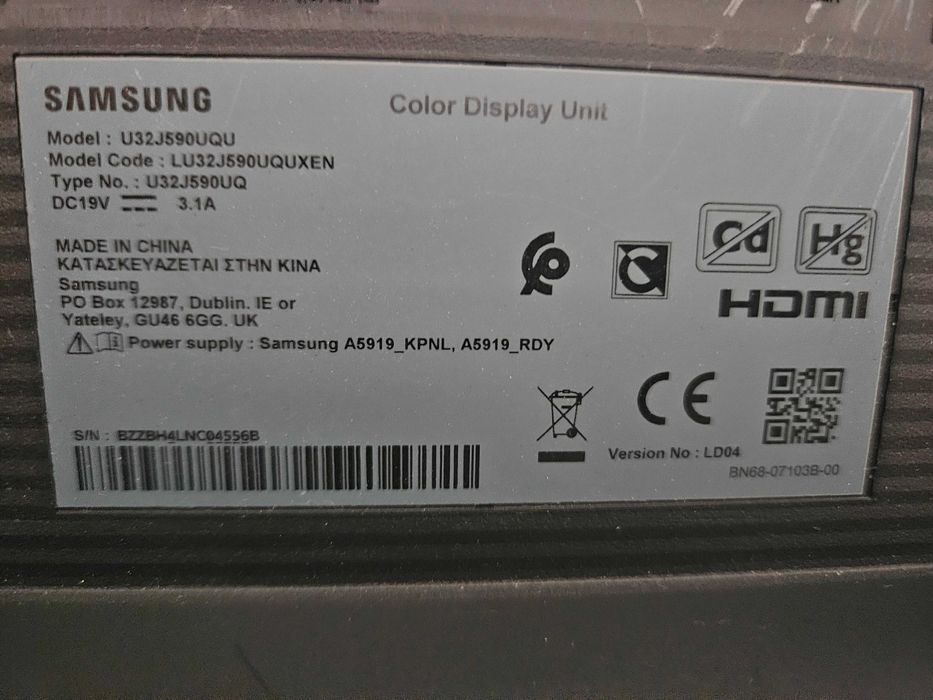 SAMSUNG
Color Display Unit
Model : U32J590UQU
Model Code : LU32J590UQUXEN
Type No. : U32J590UQ
DC19V 3.1A
MADE IN CHINA
ΚΑΤΑΣΚΕΥΑΖΕΤΑΙ ΣΤΗΝ ΚΙΝΑ
Samsung
PO Box 12987, Dublin. IE or
Yateley, GU46 6GG. UK
Power supply : Samsung A5919_KPNL, A5919_RDY
Cd
Hg
HDMI
CE
S/N : BZZBH4LNC04556B
Version No : LD04
BN68-07103B-00